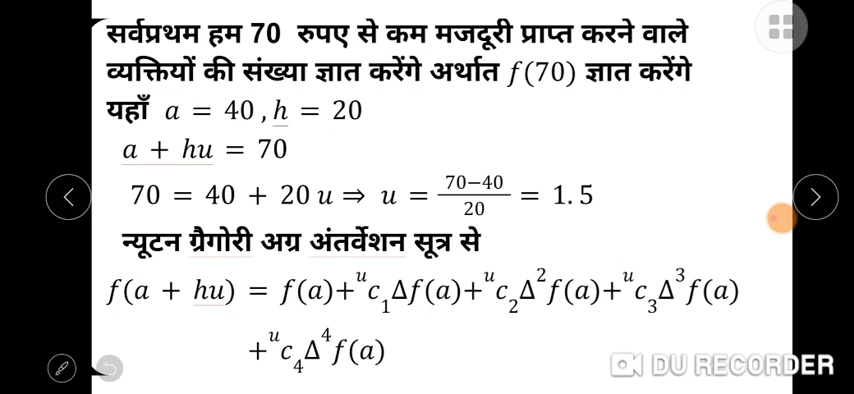 सर्वप्रथम हम 70 रुपए से कम मजदूरी प्राप्त करने वाले
व्यक्तियों की संख्या ज्ञात करेंगे अर्थात f(70) ज्ञात करेंगे
यहाँ a = 40 , h = 20
a + hu = 70
70 = 40 + 20 u ⇒ u = (70−40)/20 = 1.5
न्यूटन ग्रैगोरी अग्र अंतर्वेशन सूत्र से
f(a + hu) = f(a)+ᵘc₁Δf(a)+ᵘc₂Δ²f(a)+ᵘc₃Δ³f(a)
+ᵘc₄Δ⁴f(a)
DU RECORDER